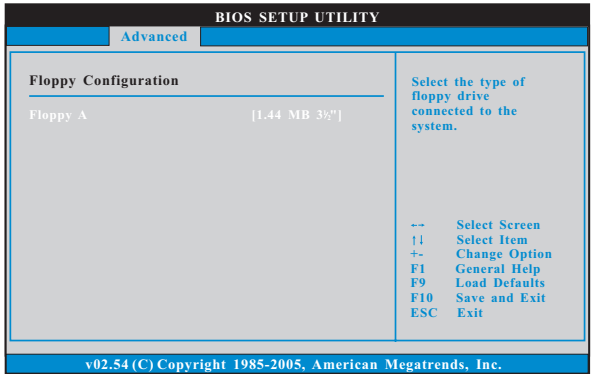 BIOS SETUP UTILITY
Advanced
Floppy Configuration
Floppy A [1.44 MB 3½"]
Select the type of
floppy drive
connected to the
system.
←→ Select Screen
↑↓ Select Item
+- Change Option
F1 General Help
F9 Load Defaults
F10 Save and Exit
ESC Exit
v02.54 (C) Copyright 1985-2005, American Megatrends, Inc.